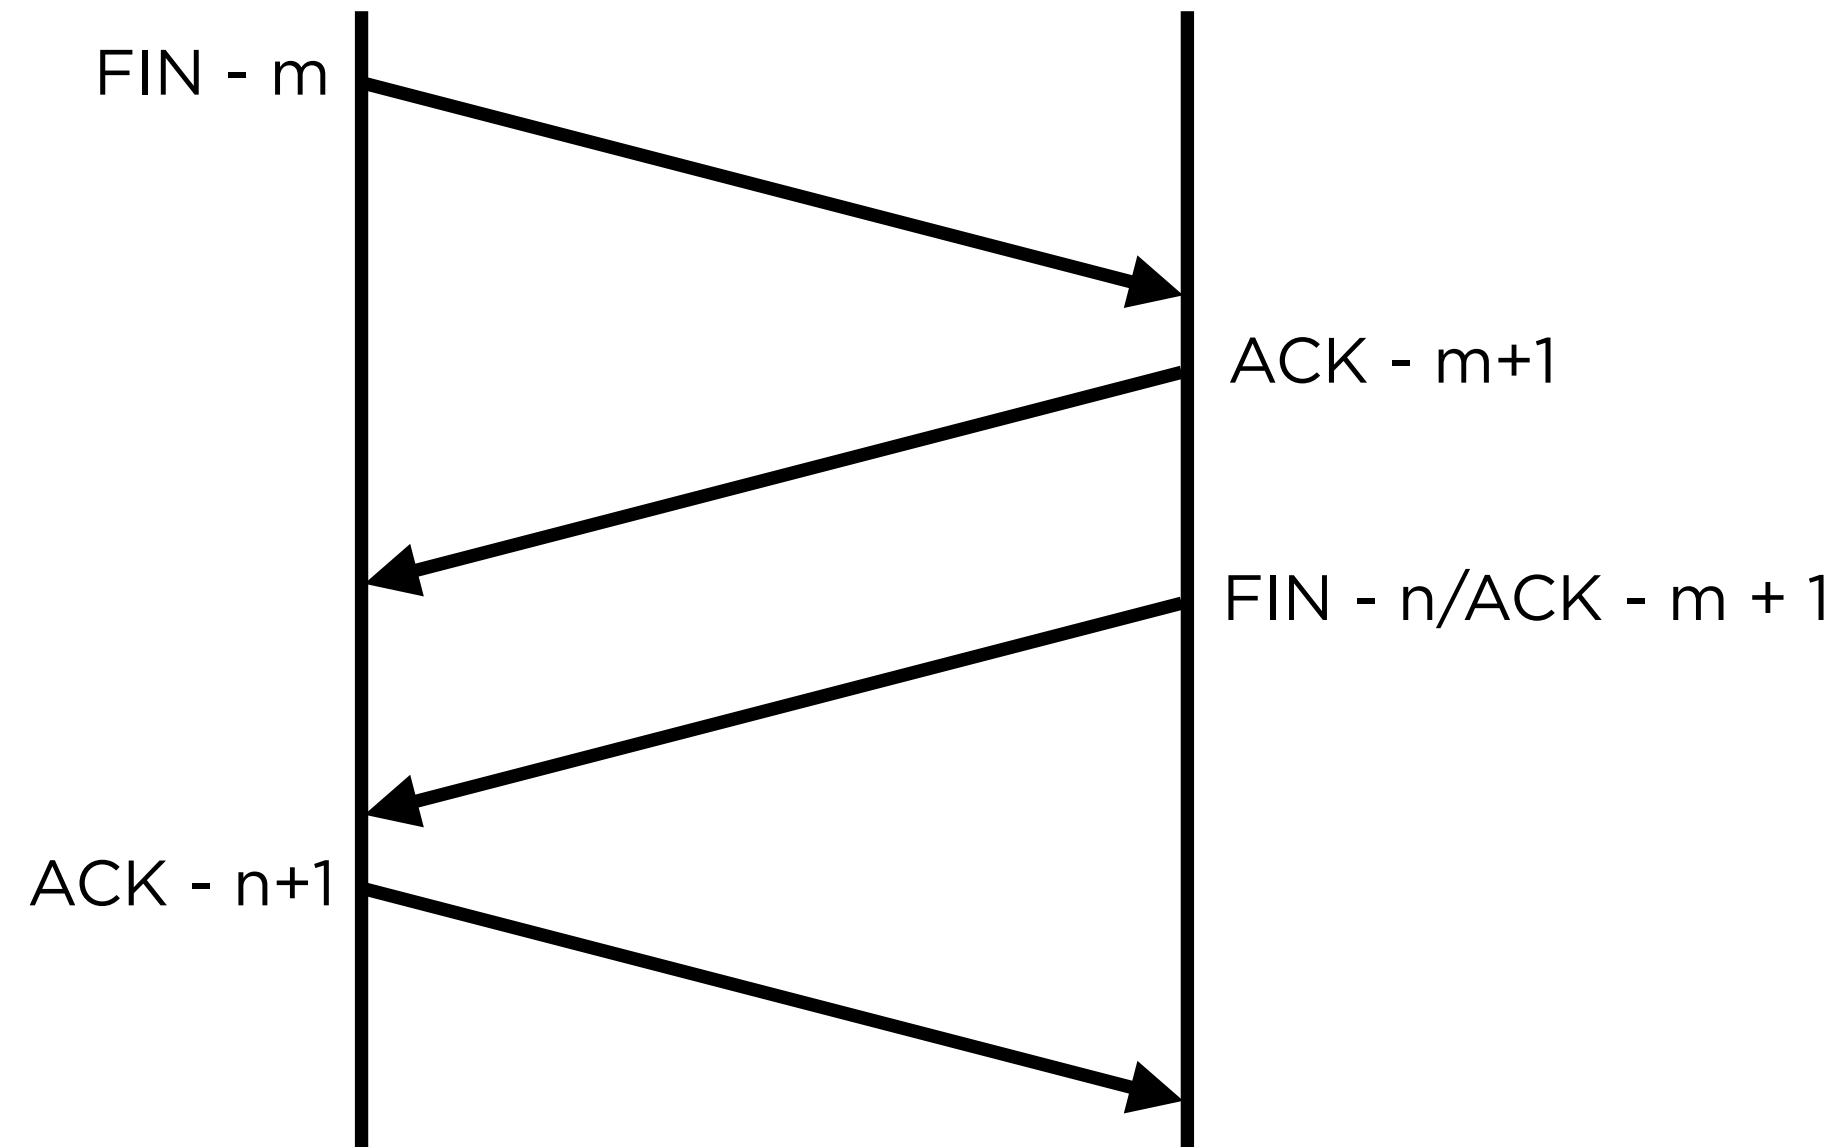 FIN - m
ACK - m+1
FIN - n/ACK - m + 1
ACK - n+1